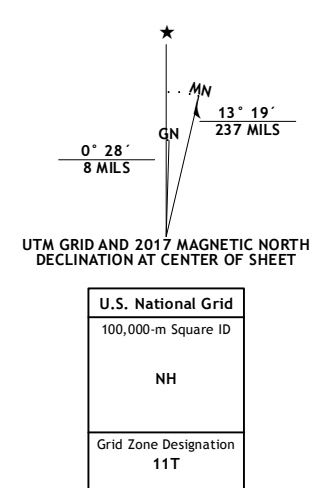 ★
MN
13° 19´
237 MILS
GN
0° 28´
8 MILS
UTM GRID AND 2017 MAGNETIC NORTH
DECLINATION AT CENTER OF SHEET
U.S. National Grid
100,000-m Square ID
NH
Grid Zone Designation
11T